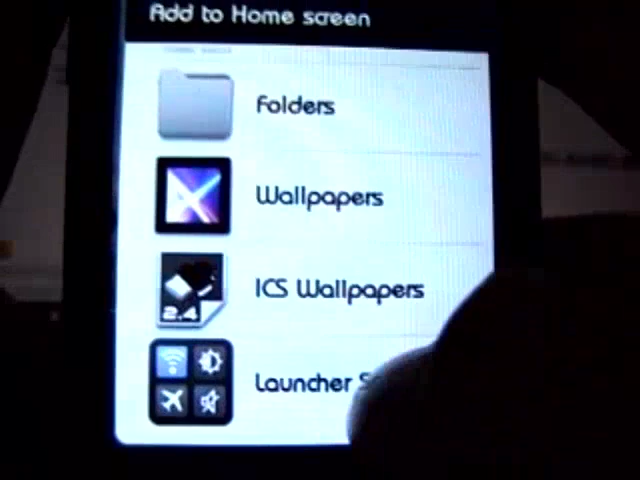 Add to Home screen
Folders
Wallpapers
ICS Wallpapers
2.4
Launcher